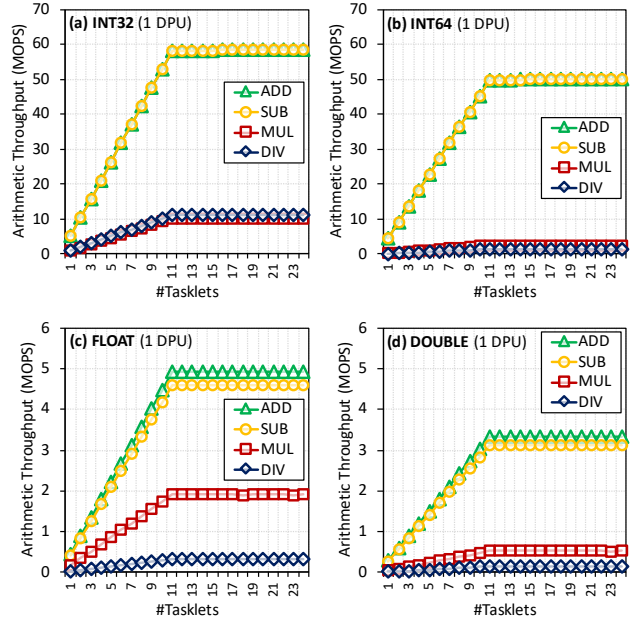 (a) INT32 (1 DPU)
Arithmetic Throughput (MOPS)
70
60
50
40
30
20
10
0
ADD
SUB
MUL
DIV
1 3 5 7 9 11 13 15 17 19 21 23
#Tasklets
(b) INT64 (1 DPU)
Arithmetic Throughput (MOPS)
70
60
50
40
30
20
10
0
ADD
SUB
MUL
DIV
1 3 5 7 9 11 13 15 17 19 21 23
#Tasklets
(c) FLOAT (1 DPU)
Arithmetic Throughput (MOPS)
6
5
4
3
2
1
0
ADD
SUB
MUL
DIV
1 3 5 7 9 11 13 15 17 19 21 23
#Tasklets
(d) DOUBLE (1 DPU)
Arithmetic Throughput (MOPS)
6
5
4
3
2
1
0
ADD
SUB
MUL
DIV
1 3 5 7 9 11 13 15 17 19 21 23
#Tasklets